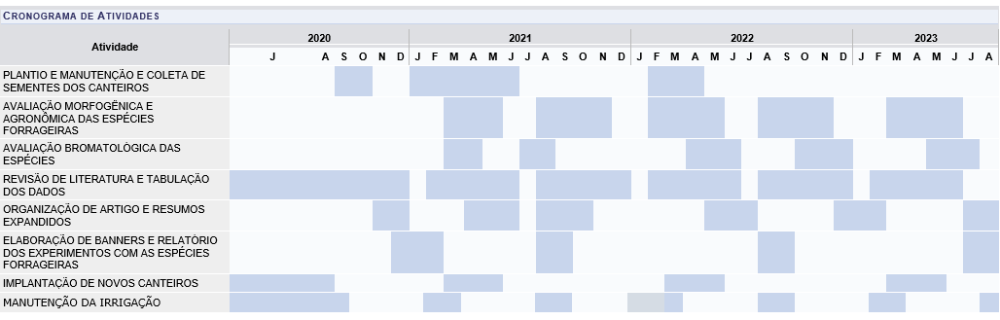 CRONOGRAMA DE ATIVIDADES
Atividade
2020 2021 2022 2023
J A S O N D J F M A M J J A S O N D J F M A M J J A S O N D J F M A M J J A
PLANTIO E MANUTENÇÃO E COLETA DE
SEMENTES DOS CANTEIROS
AVALIAÇÃO MORFOGÊNICA E
AGRONÔMICA DAS ESPÉCIES
FORRAGEIRAS
AVALIAÇÃO BROMATOLÓGICA DAS
ESPÉCIES
REVISÃO DE LITERATURA E TABULAÇÃO
DOS DADOS
ORGANIZAÇÃO DE ARTIGO E RESUMOS
EXPANDIDOS
ELABORAÇÃO DE BANNERS E RELATÓRIO
DOS EXPERIMENTOS COM AS ESPÉCIES
FORRAGEIRAS
IMPLANTAÇÃO DE NOVOS CANTEIROS
MANUTENÇÃO DA IRRIGAÇÃO